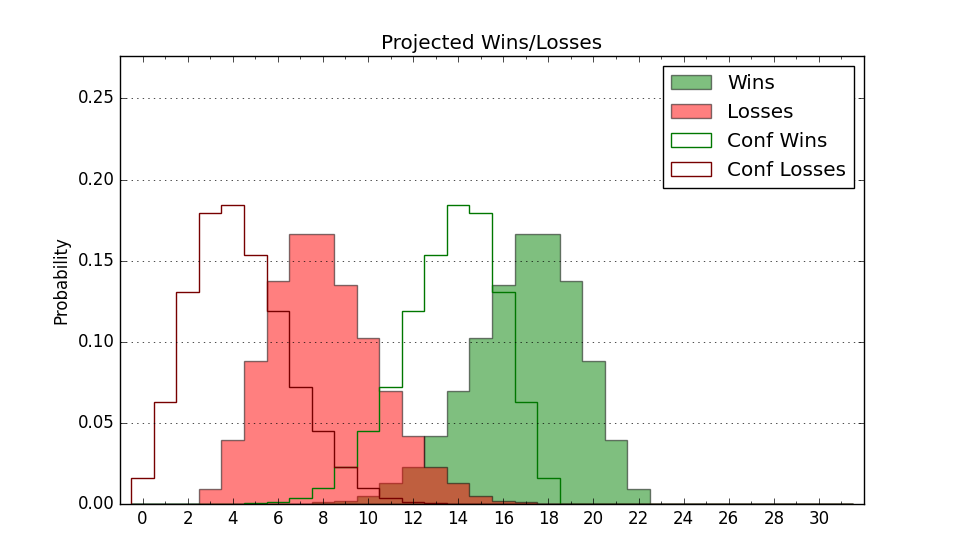 Projected Wins/Losses
Wins
Losses
Conf Wins
Conf Losses
Probability
0.25
0.20
0.15
0.10
0.05
0.00
0 2 4 6 8 10 12 14 16 18 20 22 24 26 28 30